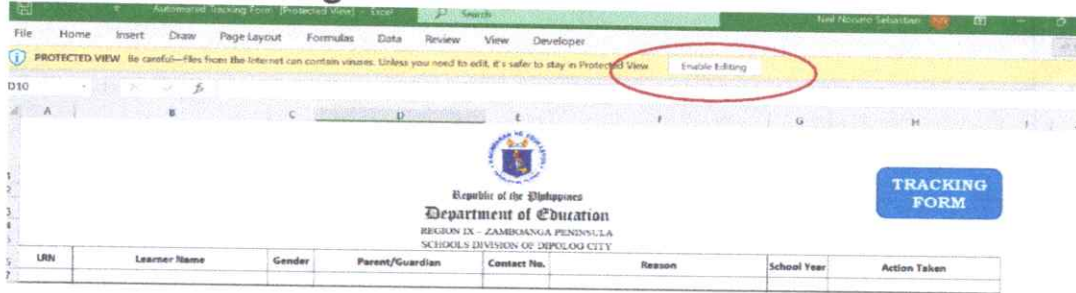 Automated Tracking Form [Protected View] - Excel Search Neil Noruno Sebastian
File Home Insert Draw Page Layout Formulas Data Review View Developer
PROTECTED VIEW Be careful—files from the Internet can contain viruses. Unless you need to edit, it's safer to stay in Protected View. Enable Editing
D10 fx
A B C D E F G H I
Republic of the Philippines
TRACKING
FORM
Department of Education
REGION IX – ZAMBOANGA PENINSULA
SCHOOLS DIVISION OF DIPOLOG CITY
LRN Learner Name Gender Parent/Guardian Contact No. Reason School Year Action Taken